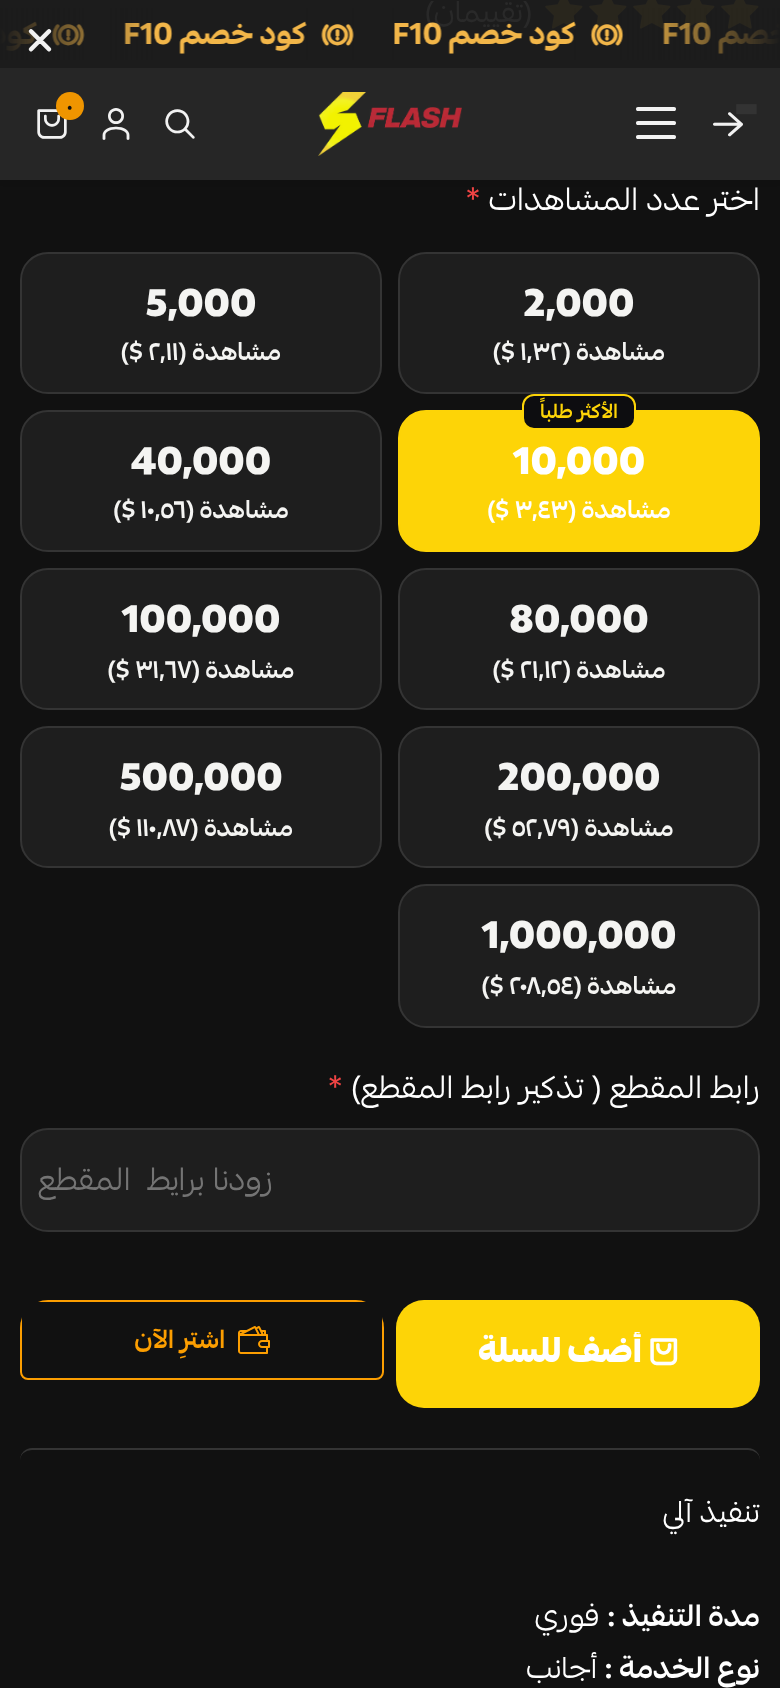 (تقييمان)
كود خصم F10 كود خصم F10 خصم F10
FLASH
اختر عدد المشاهدات *
2,000
مشاهدة (١,٣٢ $)
5,000
مشاهدة (٢,١١ $)
الأكثر طلباً
10,000
مشاهدة (٣,٤٣ $)
40,000
مشاهدة (١٠,٥٦ $)
80,000
مشاهدة (٢١,١٢ $)
100,000
مشاهدة (٣١,٦٧ $)
200,000
مشاهدة (٥٢,٧٩ $)
500,000
مشاهدة (١١٠,٨٧ $)
1,000,000
مشاهدة (٢٠٨,٥٤ $)
رابط المقطع ( تذكير رابط المقطع) *
زودنا برايط المقطع
أضف للسلة
اشترِ الآن
تنفيذ آلي
مدة التنفيذ : فوري
نوع الخدمة : أجانب